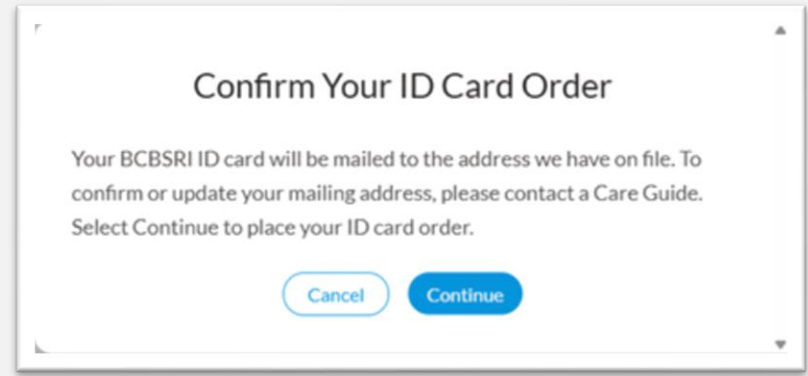 Confirm Your ID Card Order
Your BCBSRI ID card will be mailed to the address we have on file. To
confirm or update your mailing address, please contact a Care Guide.
Select Continue to place your ID card order.
Cancel
Continue